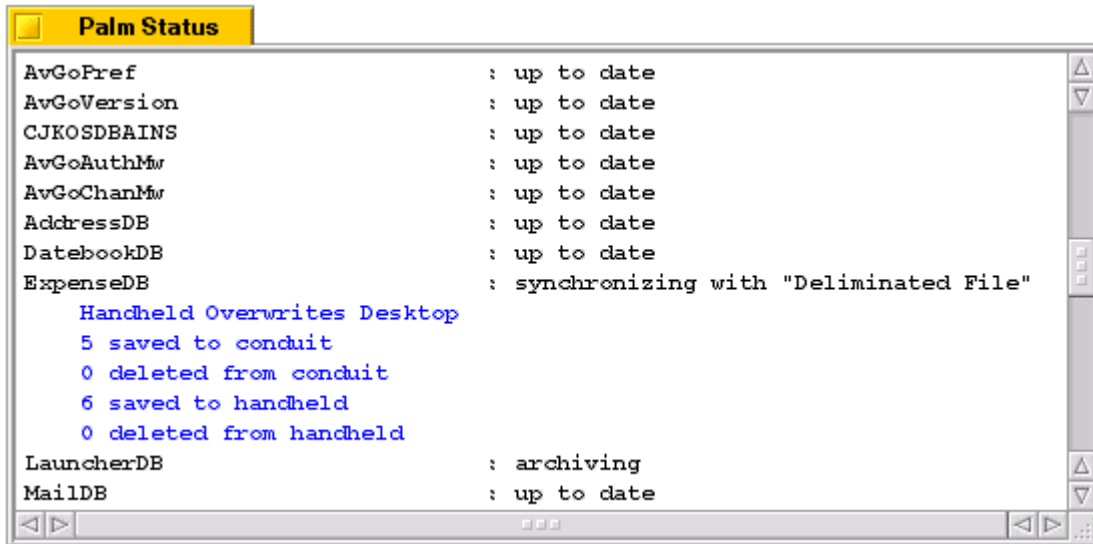 Palm Status
AvGoPref : up to date
AvGoVersion : up to date
CJKOSDBAINS : up to date
AvGoAuthMw : up to date
AvGoChanMw : up to date
AddressDB : up to date
DatebookDB : up to date
ExpenseDB : synchronizing with "Deliminated File"
Handheld Overwrites Desktop
5 saved to conduit
0 deleted from conduit
6 saved to handheld
0 deleted from handheld
LauncherDB : archiving
MailDB : up to date